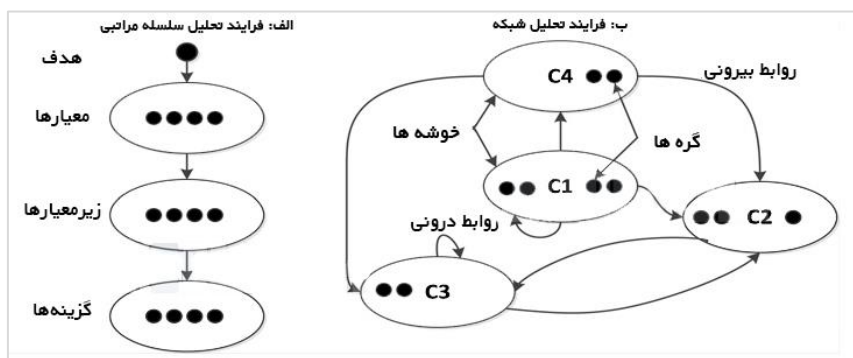 الف: فرایند تحلیل سلسله مراتبی
هدف
معیارها
زیرمعیارها
گزینه‌ها
ب: فرایند تحلیل شبکه
C4
روابط بیرونی
خوشه ها
گره ها
C1
C2
روابط درونی
C3